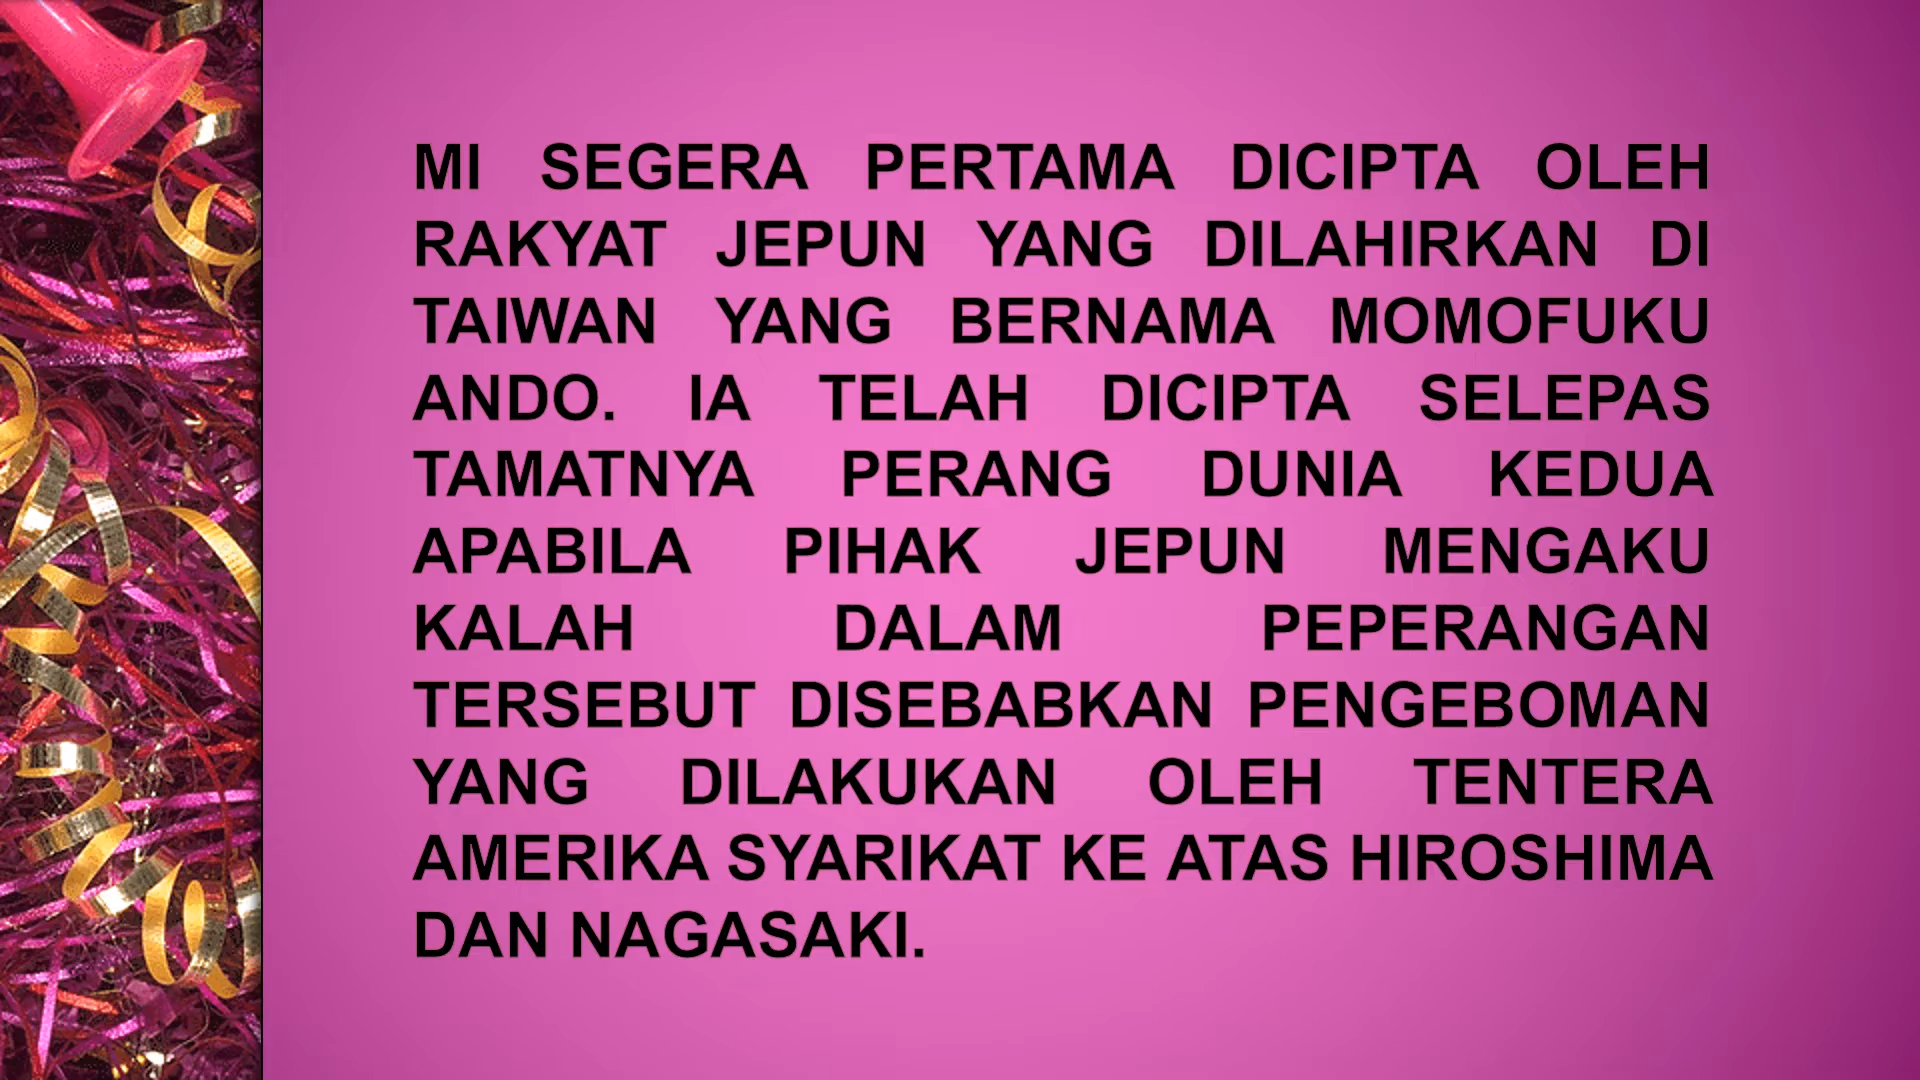 MI SEGERA PERTAMA DICIPTA OLEH
RAKYAT JEPUN YANG DILAHIRKAN DI
TAIWAN YANG BERNAMA MOMOFUKU
ANDO. IA TELAH DICIPTA SELEPAS
TAMATNYA PERANG DUNIA KEDUA
APABILA PIHAK JEPUN MENGAKU
KALAH DALAM PEPERANGAN
TERSEBUT DISEBABKAN PENGEBOMAN
YANG DILAKUKAN OLEH TENTERA
AMERIKA SYARIKAT KE ATAS HIROSHIMA
DAN NAGASAKI.